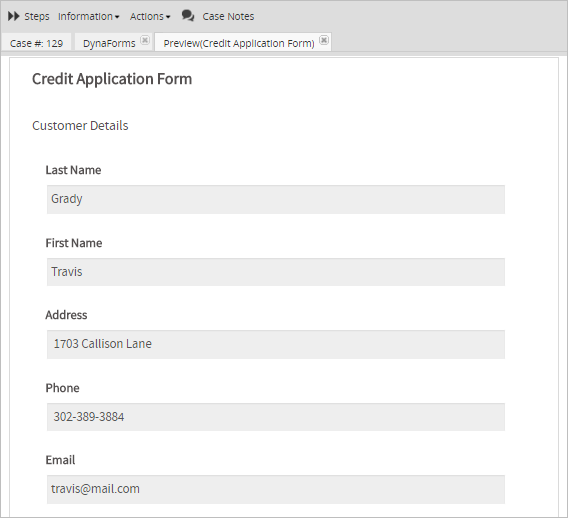 Steps Information Actions Case Notes
Case #: 129 DynaForms Preview(Credit Application Form)
Credit Application Form
Customer Details
Last Name
Grady
First Name
Travis
Address
1703 Callison Lane
Phone
302-389-3884
Email
travis@mail.com